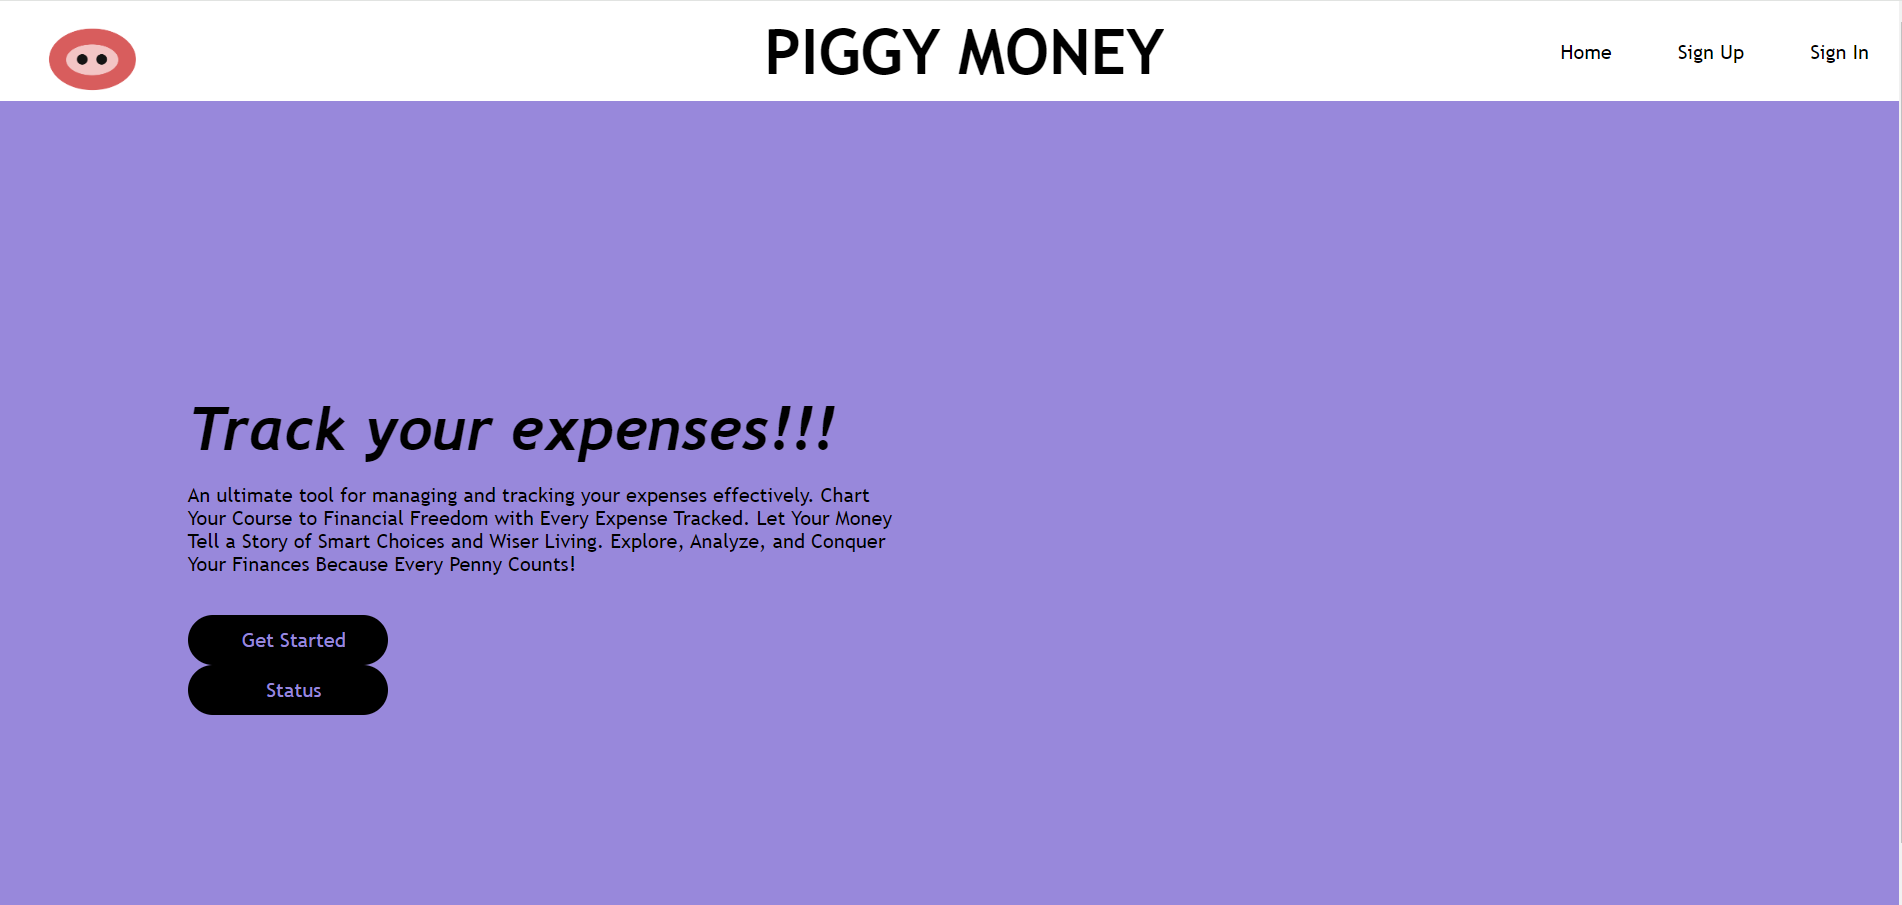 PIGGY MONEY
Home
Sign Up
Sign In
Track your expenses!!!
An ultimate tool for managing and tracking your expenses effectively. Chart
Your Course to Financial Freedom with Every Expense Tracked. Let Your Money
Tell a Story of Smart Choices and Wiser Living. Explore, Analyze, and Conquer
Your Finances Because Every Penny Counts!
Get Started
Status